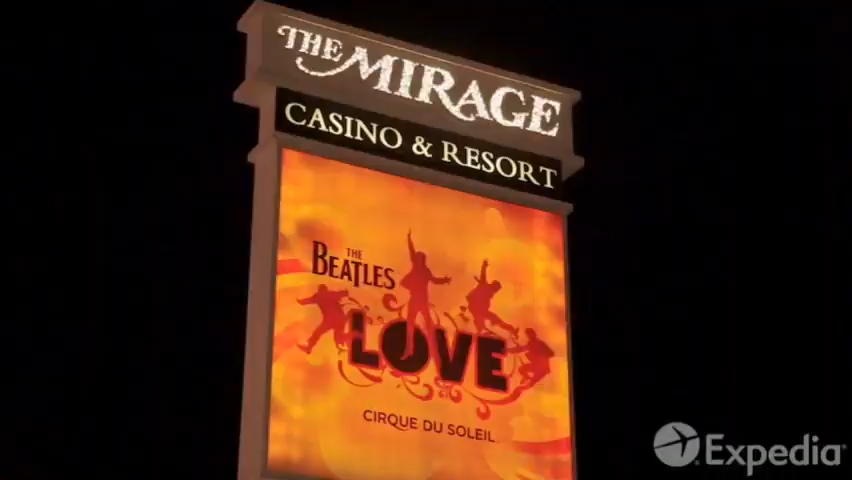 THE MIRAGE
CASINO & RESORT
THE
BEATLES
LOVE
CIRQUE DU SOLEIL
Expedia